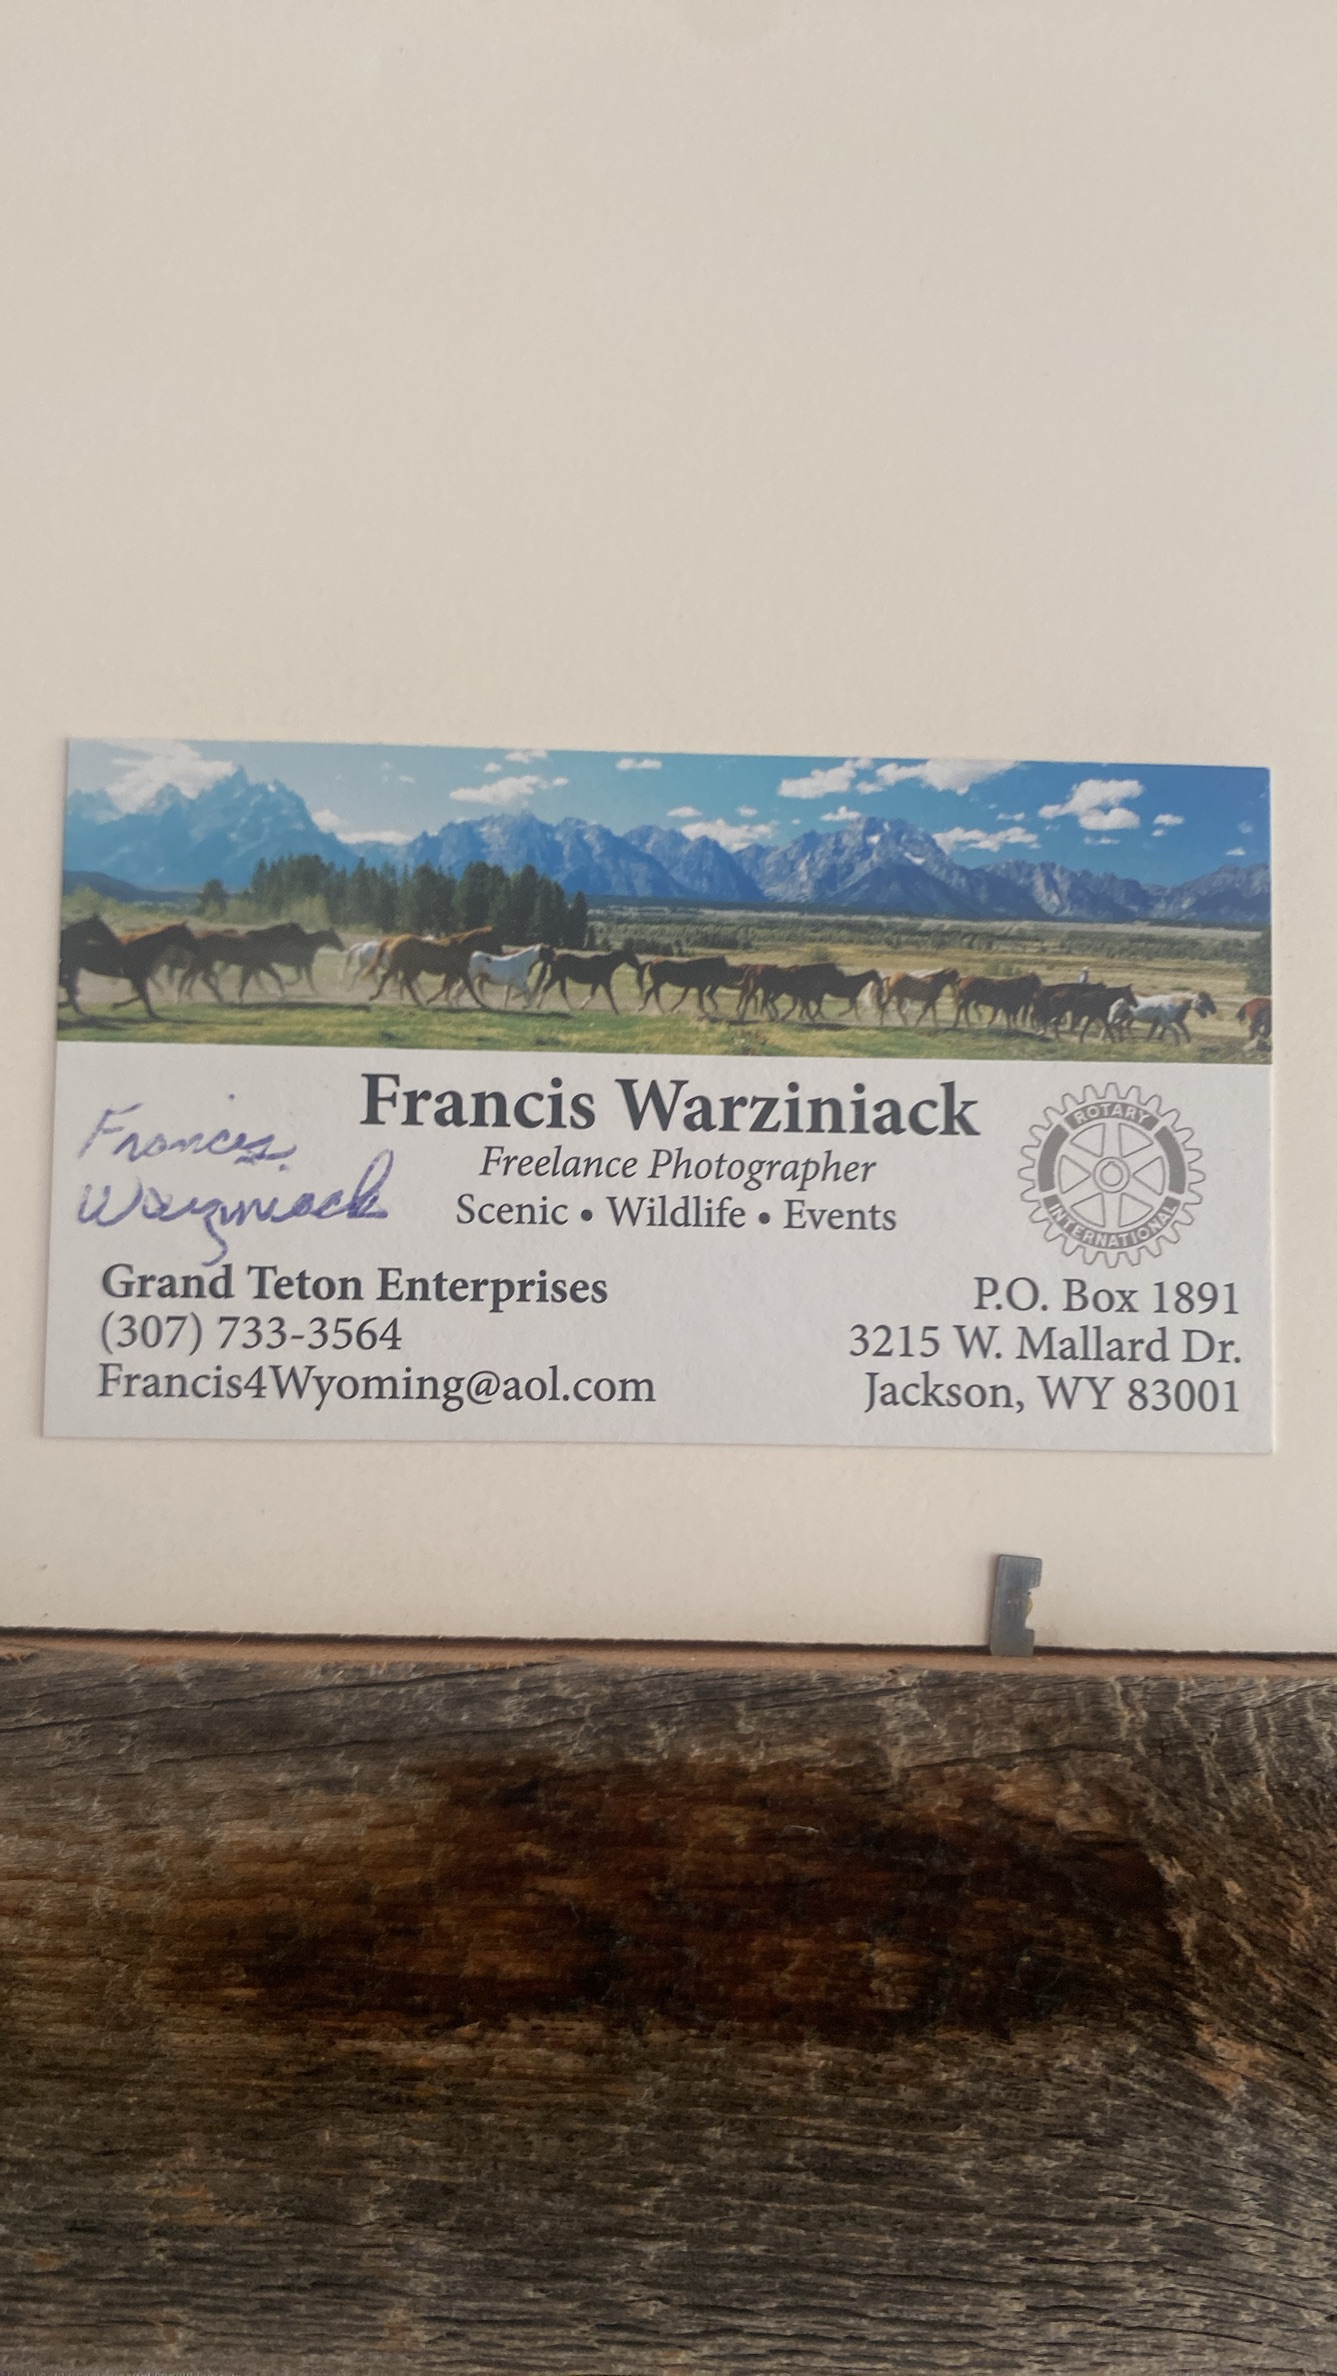 Francis Warziniack
Freelance Photographer
Scenic • Wildlife • Events
Francis
Warziniack
ROTARY
INTERNATIONAL
Grand Teton Enterprises
(307) 733-3564
Francis4Wyoming@aol.com
P.O. Box 1891
3215 W. Mallard Dr.
Jackson, WY 83001